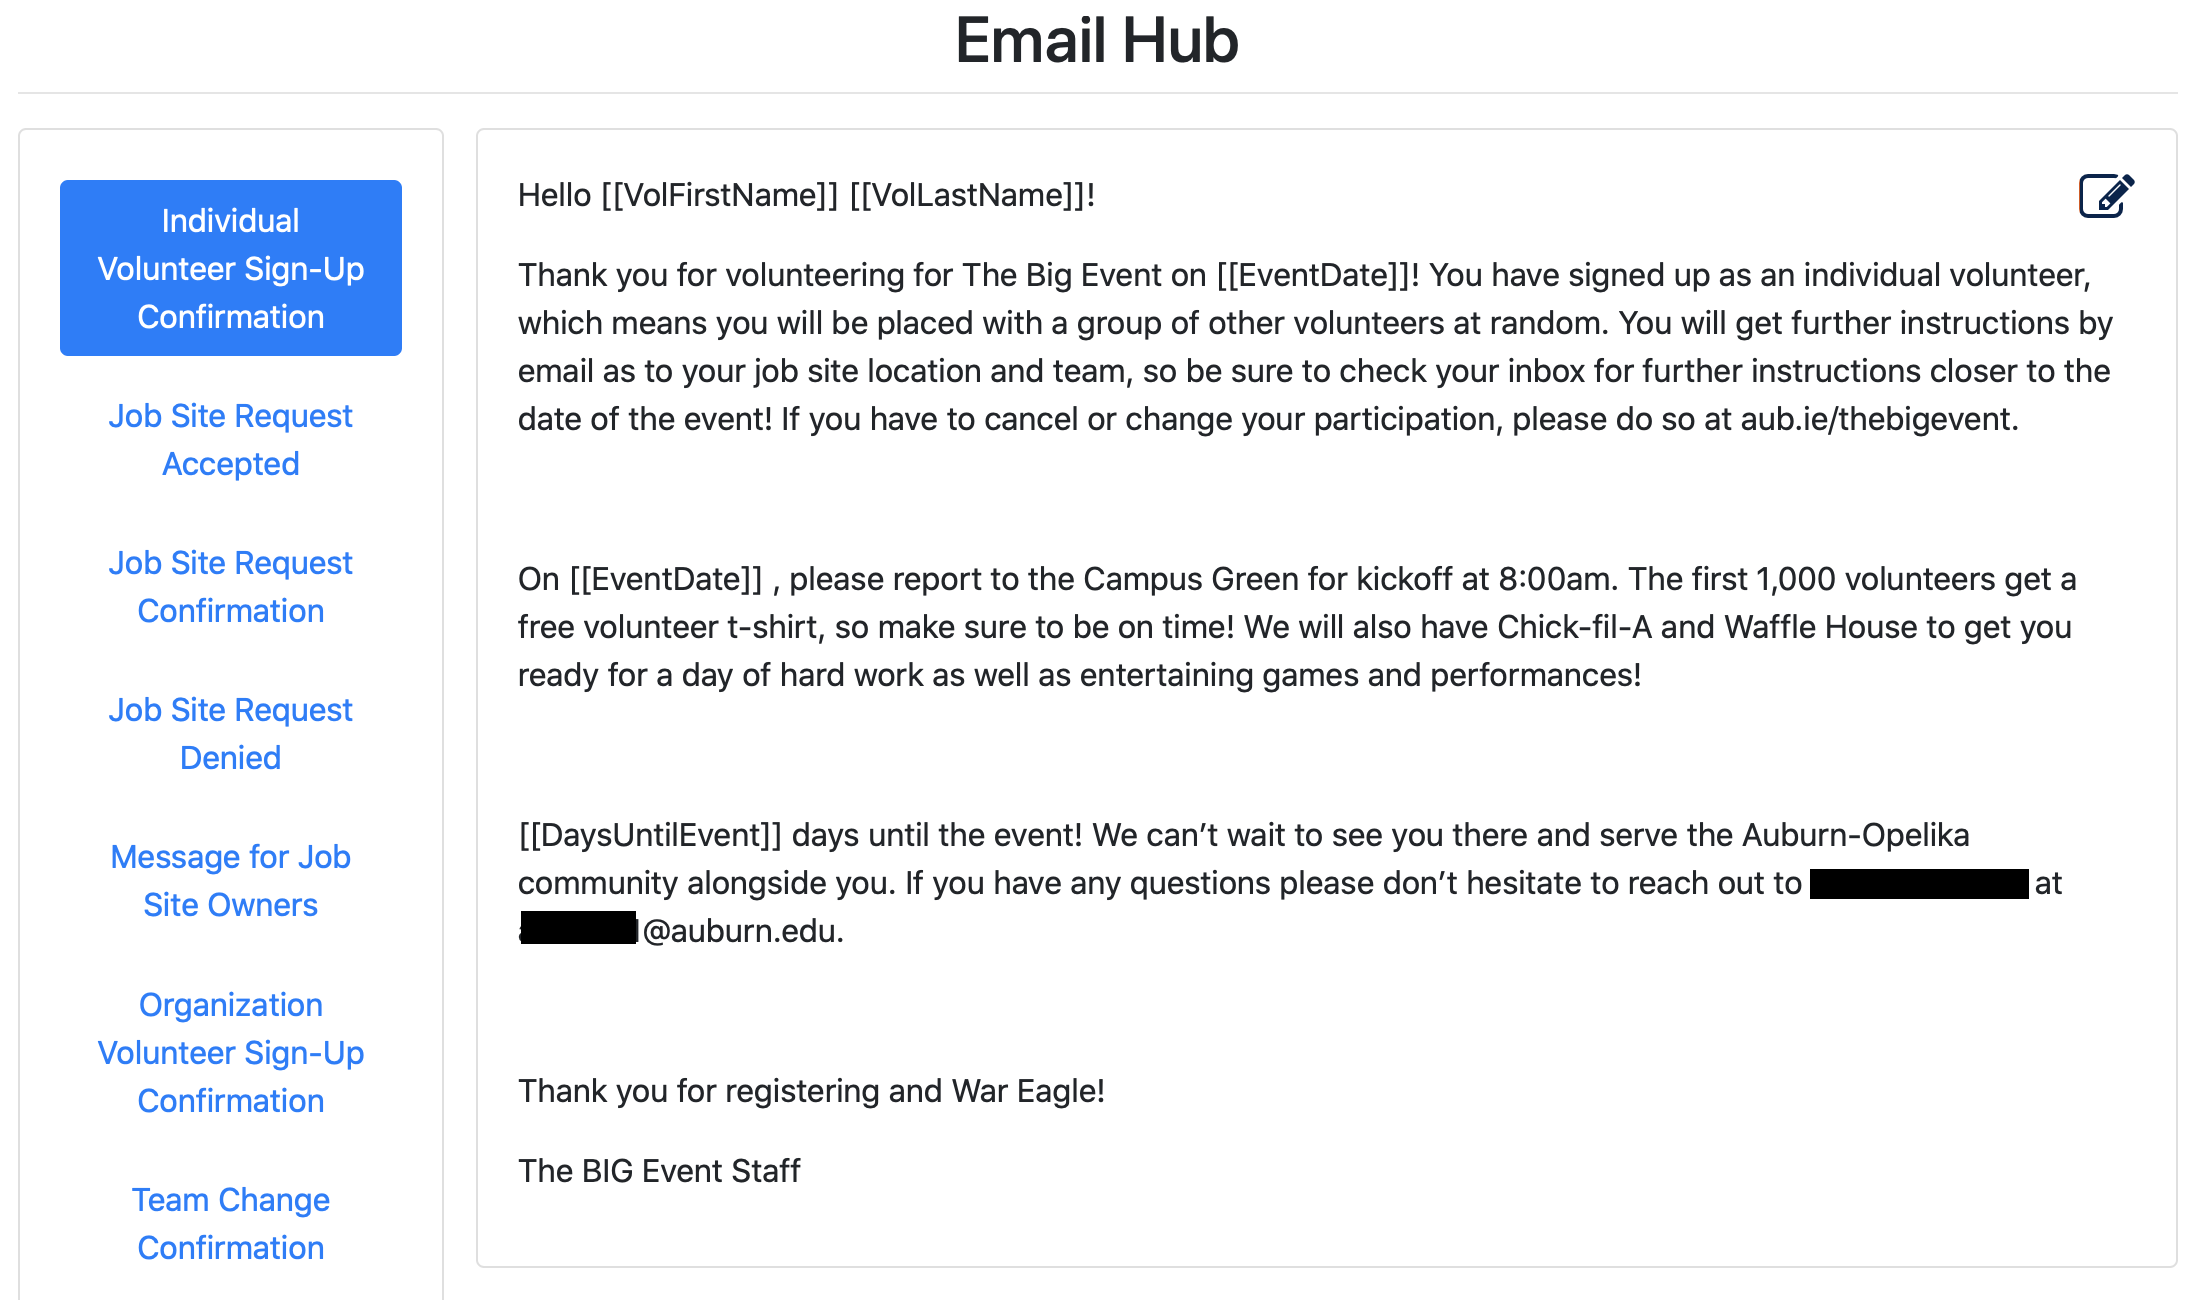 Email Hub
Individual
Volunteer Sign-Up
Confirmation
Job Site Request
Accepted
Job Site Request
Confirmation
Job Site Request
Denied
Message for Job
Site Owners
Organization
Volunteer Sign-Up
Confirmation
Team Change
Confirmation
Hello [[VolFirstName]] [[VolLastName]]!
Thank you for volunteering for The Big Event on [[EventDate]]! You have signed up as an individual volunteer,
which means you will be placed with a group of other volunteers at random. You will get further instructions by
email as to your job site location and team, so be sure to check your inbox for further instructions closer to the
date of the event! If you have to cancel or change your participation, please do so at aub.ie/thebigevent.
On [[EventDate]] , please report to the Campus Green for kickoff at 8:00am. The first 1,000 volunteers get a
free volunteer t-shirt, so make sure to be on time! We will also have Chick-fil-A and Waffle House to get you
ready for a day of hard work as well as entertaining games and performances!
[[DaysUntilEvent]] days until the event! We can’t wait to see you there and serve the Auburn-Opelika
community alongside you. If you have any questions please don’t hesitate to reach out to at
@auburn.edu.
Thank you for registering and War Eagle!
The BIG Event Staff